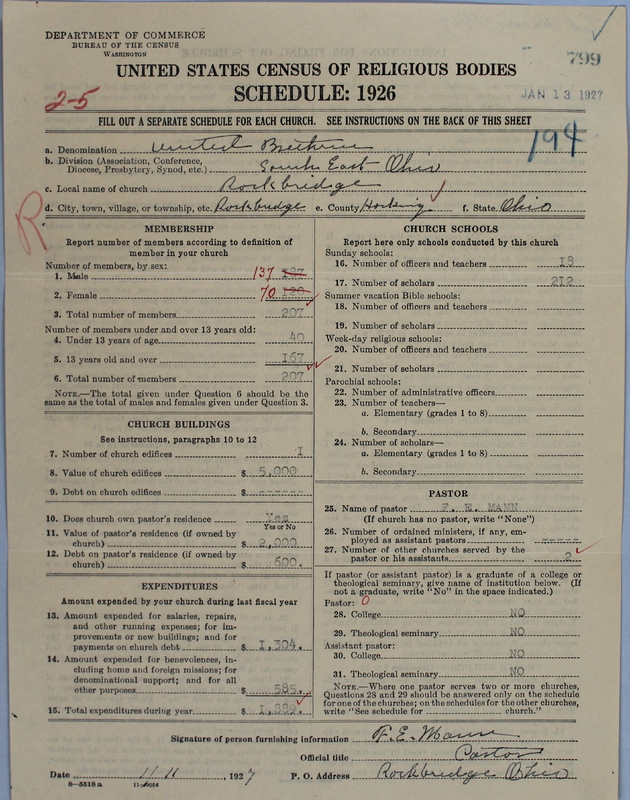 DEPARTMENT OF COMMERCE
BUREAU OF THE CENSUS
WASHINGTON
799
UNITED STATES CENSUS OF RELIGIOUS BODIES
SCHEDULE: 1926
JAN 13 1927
2-5
FILL OUT A SEPARATE SCHEDULE FOR EACH CHURCH. SEE INSTRUCTIONS ON THE BACK OF THIS SHEET
194
a. Denomination United Brethren
b. Division (Association, Conference, Diocese, Presbytery, Synod, etc.) South East Ohio
c. Local name of church Rockbridge
d. City, town, village, or township, etc. Rockbridge e. County Hocking f. State Ohio
R
MEMBERSHIP
Report number of members according to definition of
member in your church
Number of members, by sex:
1. Male 137
2. Female 70
3. Total number of members 207
Number of members under and over 13 years old:
4. Under 13 years of age 40
5. 13 years old and over 167
6. Total number of members 207
NOTE.—The total given under Question 6 should be
same as the total of males and females given under Question 3.
CHURCH BUILDINGS
See instructions, paragraphs 10 to 12
7. Number of church edifices 1
8. Value of church edifices $ 5,000
9. Debt on church edifices $ ------
10. Does church own pastor's residence Yes
Yes or No
11. Value of pastor's residence (if owned by
church) $ 2,000
12. Debt on pastor's residence (if owned by
church) $ 600.
EXPENDITURES
Amount expended by your church during last fiscal year
13. Amount expended for salaries, repairs,
and other running expenses; for im-
provements or new buildings; and for
payments on church debt $ 1,304.
14. Amount expended for benevolences, in-
cluding home and foreign missions; for
denominational support; and for all
other purposes $ 585.
15. Total expenditures during year $ 1,889.
CHURCH SCHOOLS
Report here only schools conducted by this church
Sunday schools:
16. Number of officers and teachers
17. Number of scholars 212
Summer vacation Bible schools:
18. Number of officers and teachers
19. Number of scholars
Week-day religious schools:
20. Number of officers and teachers
21. Number of scholars
Parochial schools:
22. Number of administrative officers
23. Number of teachers—
a. Elementary (grades 1 to 8)
b. Secondary
24. Number of scholars—
a. Elementary (grades 1 to 8)
b. Secondary
PASTOR
25. Name of pastor F. E. MANN
(If church has no pastor, write "None")
26. Number of ordained ministers, if any, em-
ployed as assistant pastors -----
27. Number of other churches served by the
pastor or his assistants 2
If pastor (or assistant pastor) is a graduate of a college or
theological seminary, give name of institution below. (If
not a graduate, write "No" in the space indicated.)
Pastor: 0
28. College NO
29. Theological seminary NO
Assistant pastor:
30. College NO
31. Theological seminary NO
NOTE.—Where one pastor serves two or more churches,
Questions 28 and 29 should be answered only on the schedule
for one of the churches; on the schedules for the other churches,
write "See schedule for ........ church."
Signature of person furnishing information F. E. Mann
Official title Pastor
Date 1/11, 1927 P. O. Address Rockbridge Ohio
8—5518 a